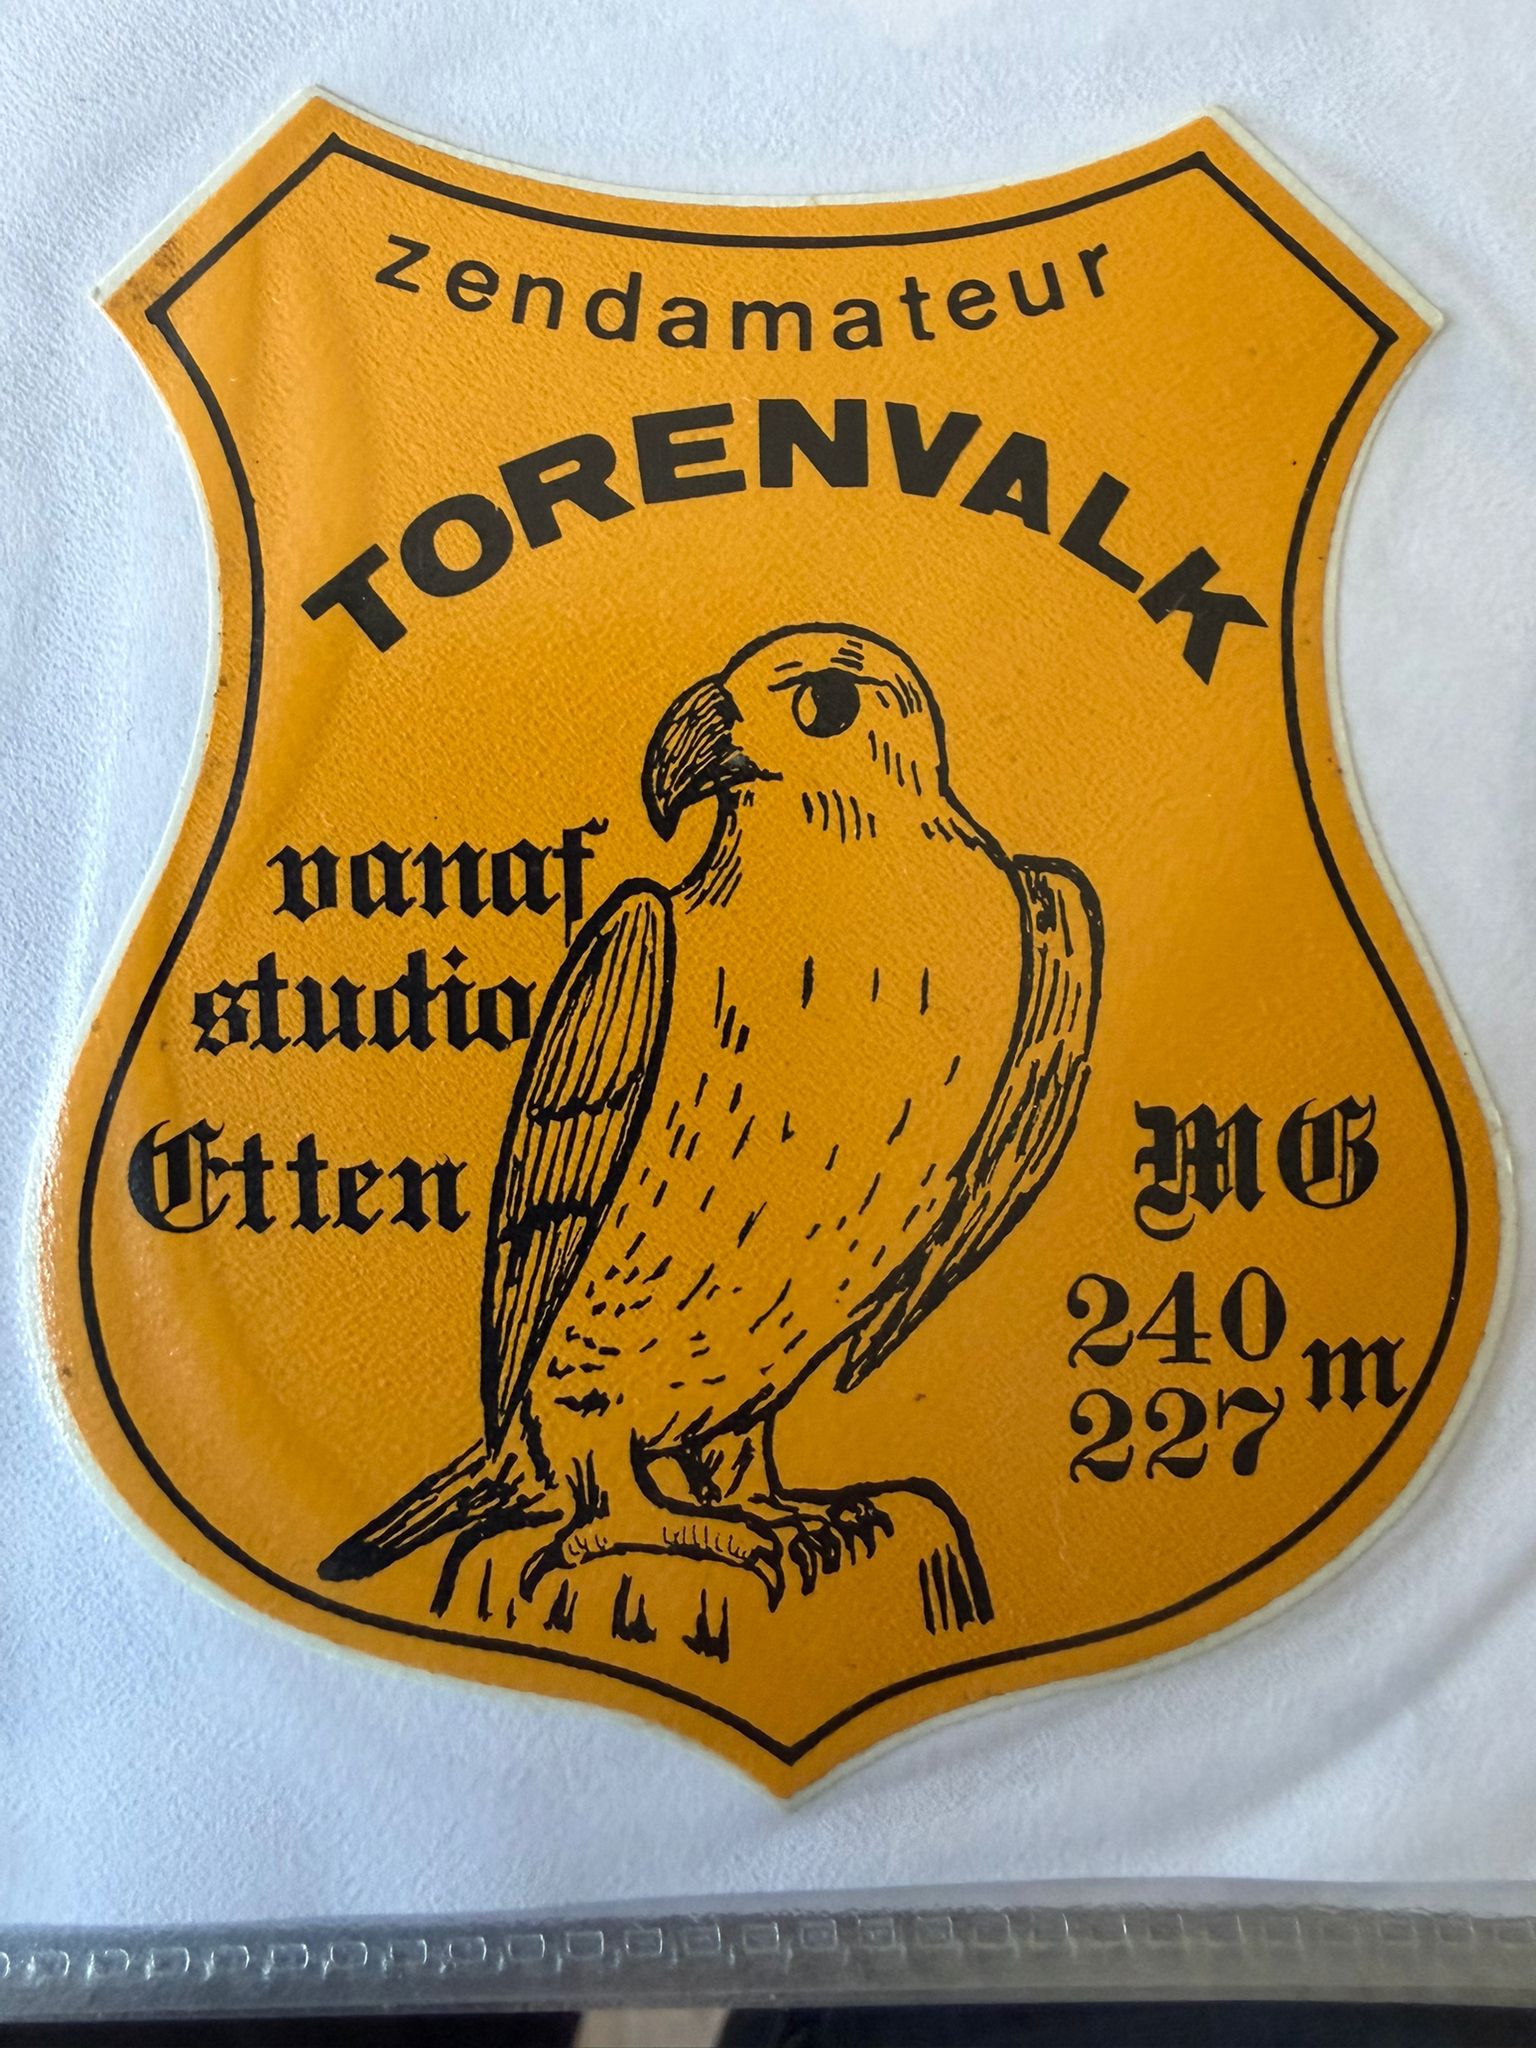 zendamateur
TORENVALK
vanaf
studio
Etten
MG
240
227 m